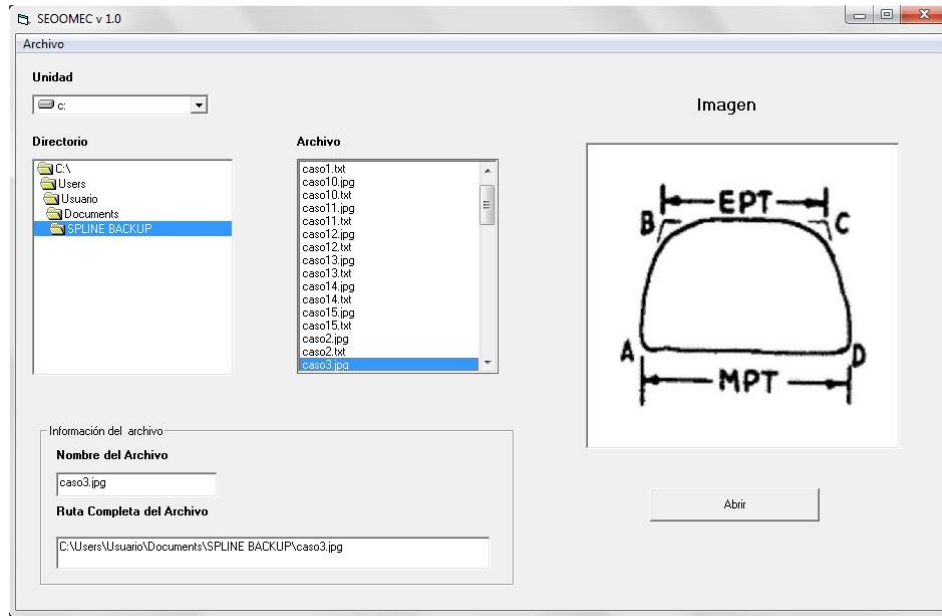 SEOOMEC v 1.0
Archivo
Unidad
c:
Directorio
C:\
Users
Usuario
Documents
SPLINE BACKUP
Archivo
caso1.txt
caso10.jpg
caso10.txt
caso11.jpg
caso11.txt
caso12.jpg
caso12.txt
caso13.jpg
caso13.txt
caso14.jpg
caso14.txt
caso15.jpg
caso15.txt
caso2.jpg
caso2.txt
caso3.jpg
Imagen
EPT
B
C
A
D
MPT
Información del archivo
Nombre del Archivo
caso3.jpg
Ruta Completa del Archivo
C:\Users\Usuario\Documents\SPLINE BACKUP\caso3.jpg
Abrir